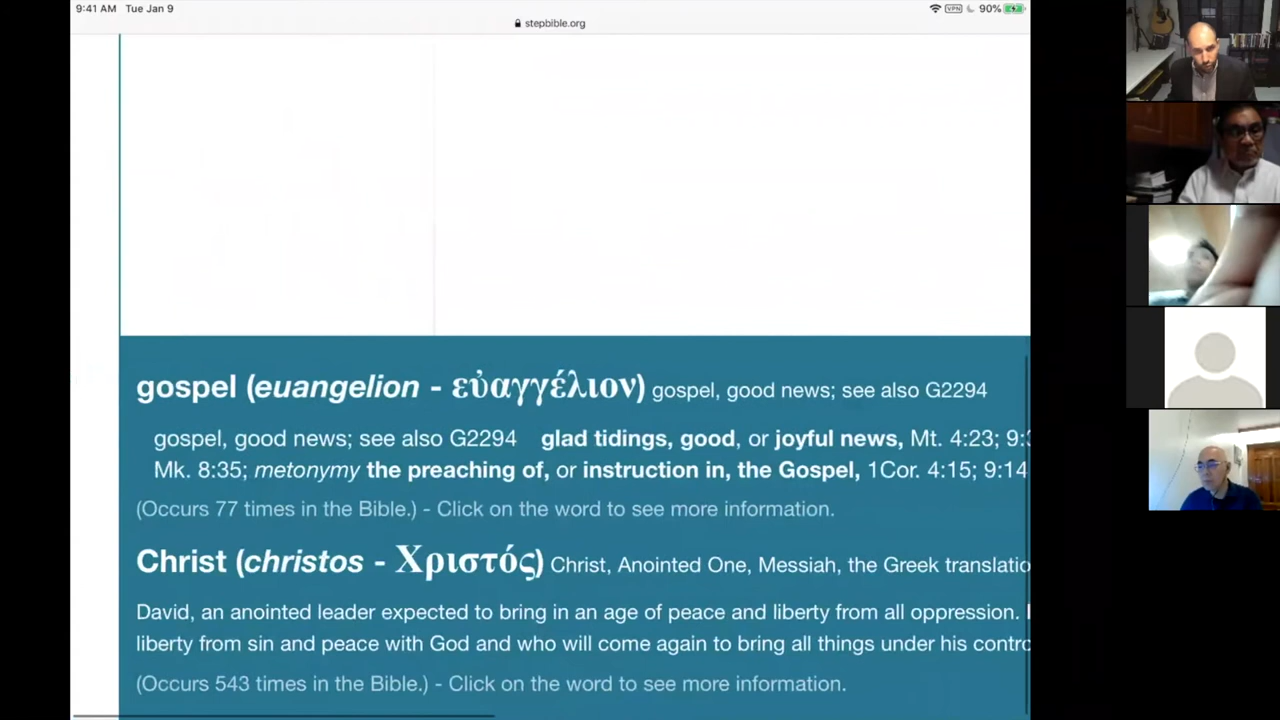 9:41 AM Tue Jan 9
VPN 90%
stepbible.org
gospel (euangelion - εὐαγγέλιον) gospel, good news; see also G2294
gospel, good news; see also G2294 glad tidings, good, or joyful news, Mt. 4:23; 9:
Mk. 8:35; metonymy the preaching of, or instruction in, the Gospel, 1Cor. 4:15; 9:14
(Occurs 77 times in the Bible.) - Click on the word to see more information.
Christ (christos - Χριστός) Christ, Anointed One, Messiah, the Greek translatio
David, an anointed leader expected to bring in an age of peace and liberty from all oppression.
liberty from sin and peace with God and who will come again to bring all things under his contro
(Occurs 543 times in the Bible.) - Click on the word to see more information.